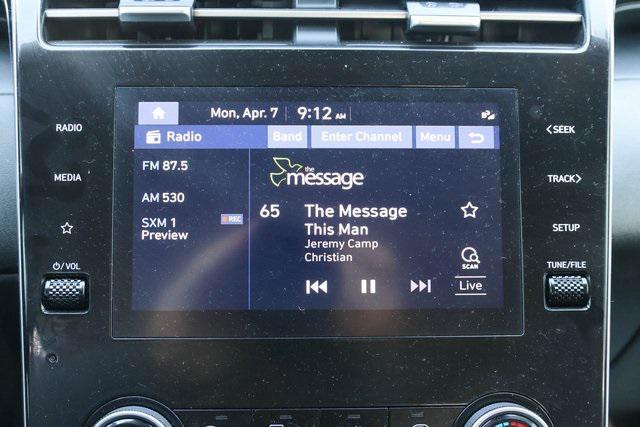 Mon, Apr. 7 9:12 AM
RADIO
Radio Band Enter Channel Menu
< SEEK
FM 87.5
the
message
MEDIA
TRACK >
AM 530
65 The Message
SXM 1 REC
Preview
This Man
SETUP
Jeremy Camp
Christian
SCAN
/VOL
TUNE/FILE
Live